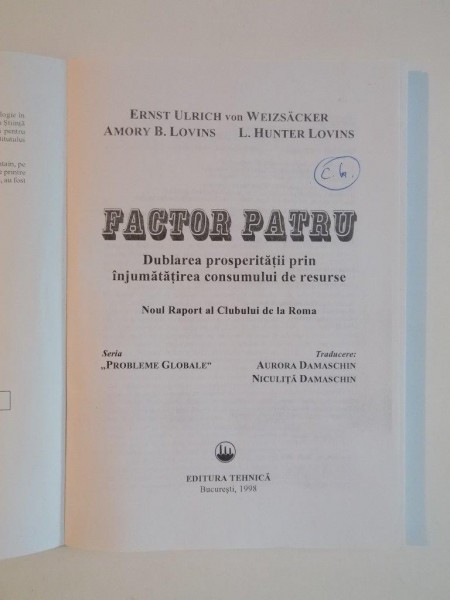 ERNST ULRICH von WEIZSÄCKER
AMORY B. LOVINS L. HUNTER LOVINS
FACTOR PATRU
Dublarea prosperității prin
înjumătățirea consumului de resurse
Noul Raport al Clubului de la Roma
Seria
„PROBLEME GLOBALE"
Traducere:
AURORA DAMASCHIN
NICULIȚĂ DAMASCHIN
EDITURA TEHNICĂ
București, 1998